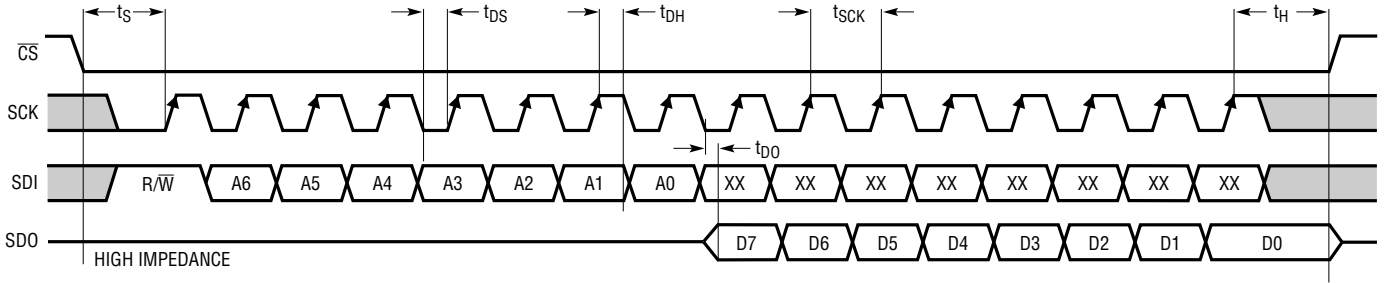 tS tDS tDH tSCK tH
C̅S̅
SCK
tDO
SDI R/W̅ A6 A5 A4 A3 A2 A1 A0 XX XX XX XX XX XX XX XX
SDO D7 D6 D5 D4 D3 D2 D1 D0
HIGH IMPEDANCE